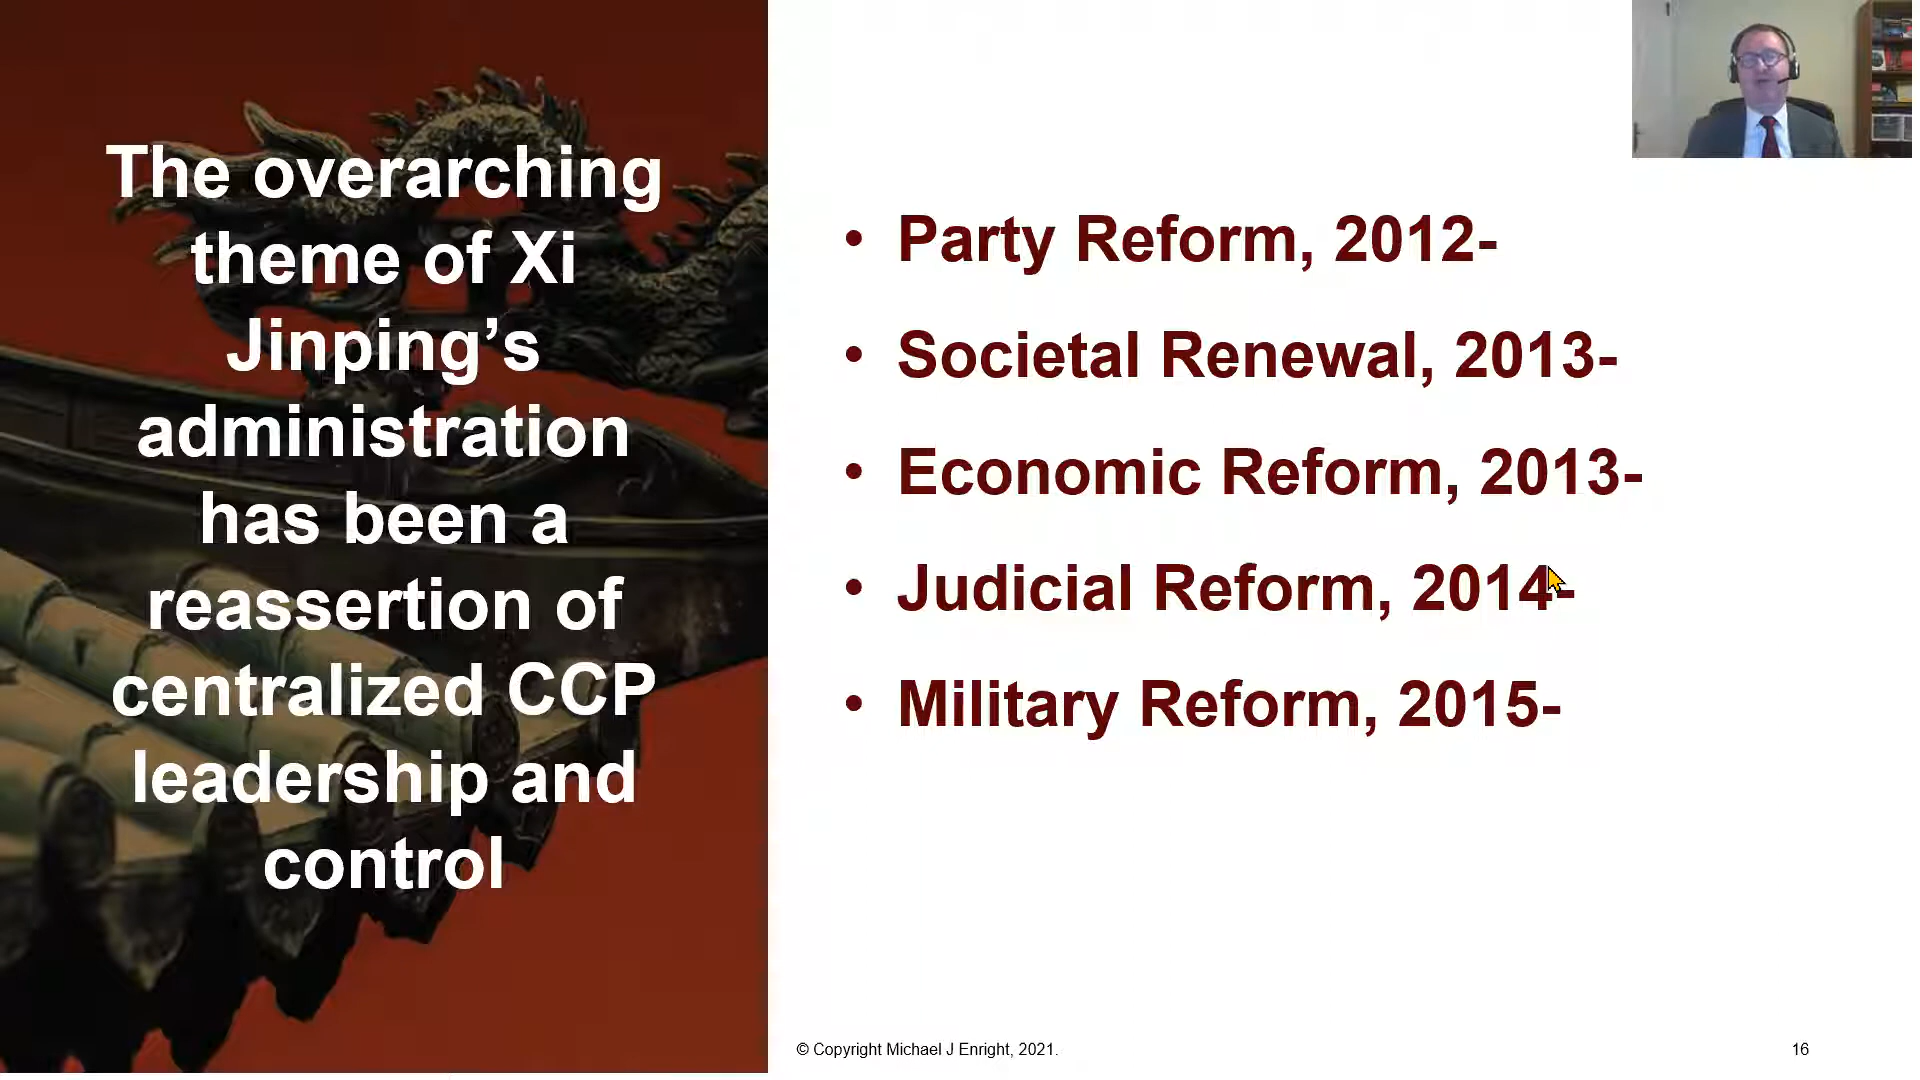 The overarching
theme of Xi
Jinping’s
administration
has been a
reassertion of
centralized CCP
leadership and
control
• Party Reform, 2012-
• Societal Renewal, 2013-
• Economic Reform, 2013-
• Judicial Reform, 2014-
• Military Reform, 2015-
© Copyright Michael J Enright, 2021.
16